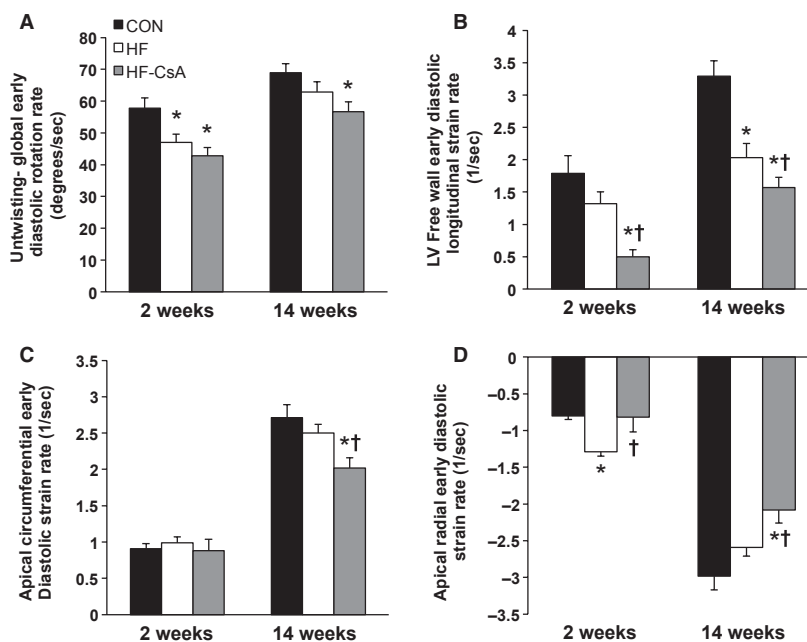 A
CON
HF
HF-CsA
Untwisting- global early
diastolic rotation rate
(degrees/sec)
80
70
60
50
40
30
20
10
0
* *
*
2 weeks 14 weeks
B
LV Free wall early diastolic
longitudinal strain rate
(1/sec)
4
3.5
3
2.5
2
1.5
1
0.5
0
*†
*
*†
2 weeks 14 weeks
C
Apical circumferential early
Diastolic strain rate (1/sec)
3.5
3
2.5
2
1.5
1
0.5
0
*†
2 weeks 14 weeks
D
Apical radial early diastolic
strain rate (1/sec)
0
−0.5
−1
−1.5
−2
−2.5
−3
−3.5
*
†
*†
2 weeks 14 weeks